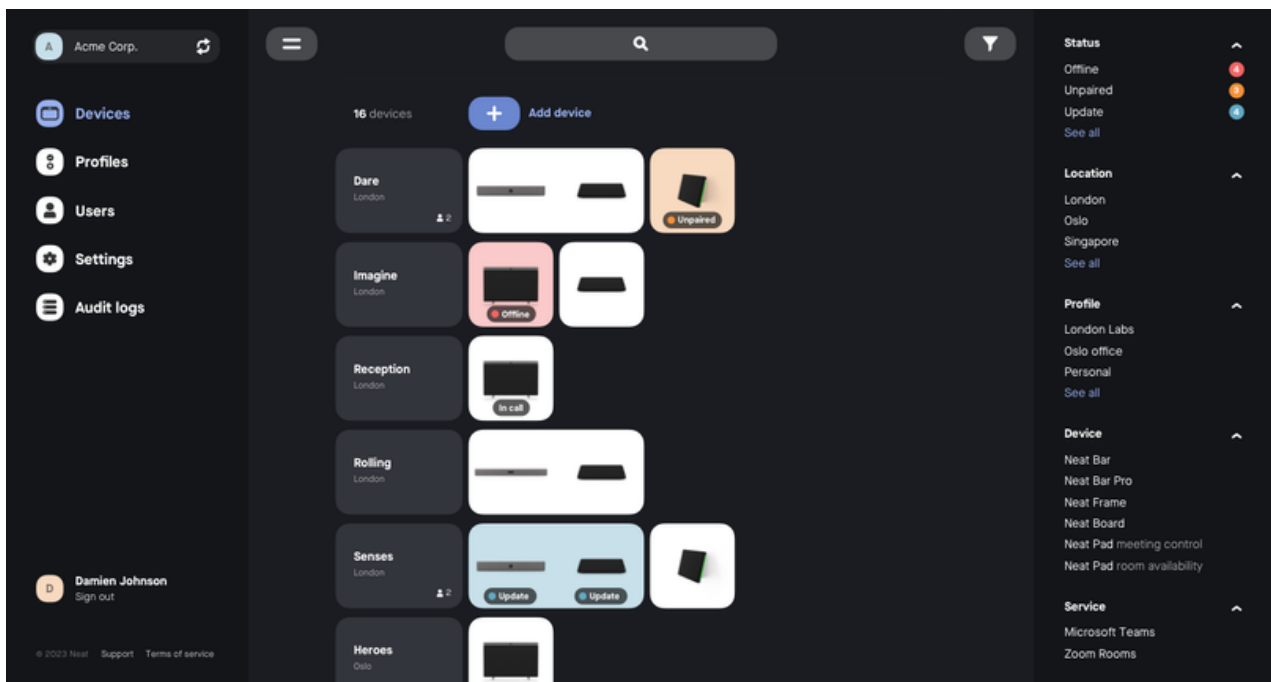 A Acme Corp.
Devices
Profiles
Users
Settings
Audit logs
D Damien Johnson
Sign out
© 2023 Neat Support Terms of service
16 devices + Add device
Dare
London
2
Unpaired
Imagine
London
Offline
Reception
London
In call
Rolling
London
Senses
London
2
Update Update
Heroes
Oslo
Status
Offline 4
Unpaired 3
Update 4
See all
Location
London
Oslo
Singapore
See all
Profile
London Labs
Oslo office
Personal
See all
Device
Neat Bar
Neat Bar Pro
Neat Frame
Neat Board
Neat Pad meeting control
Neat Pad room availability
Service
Microsoft Teams
Zoom Rooms